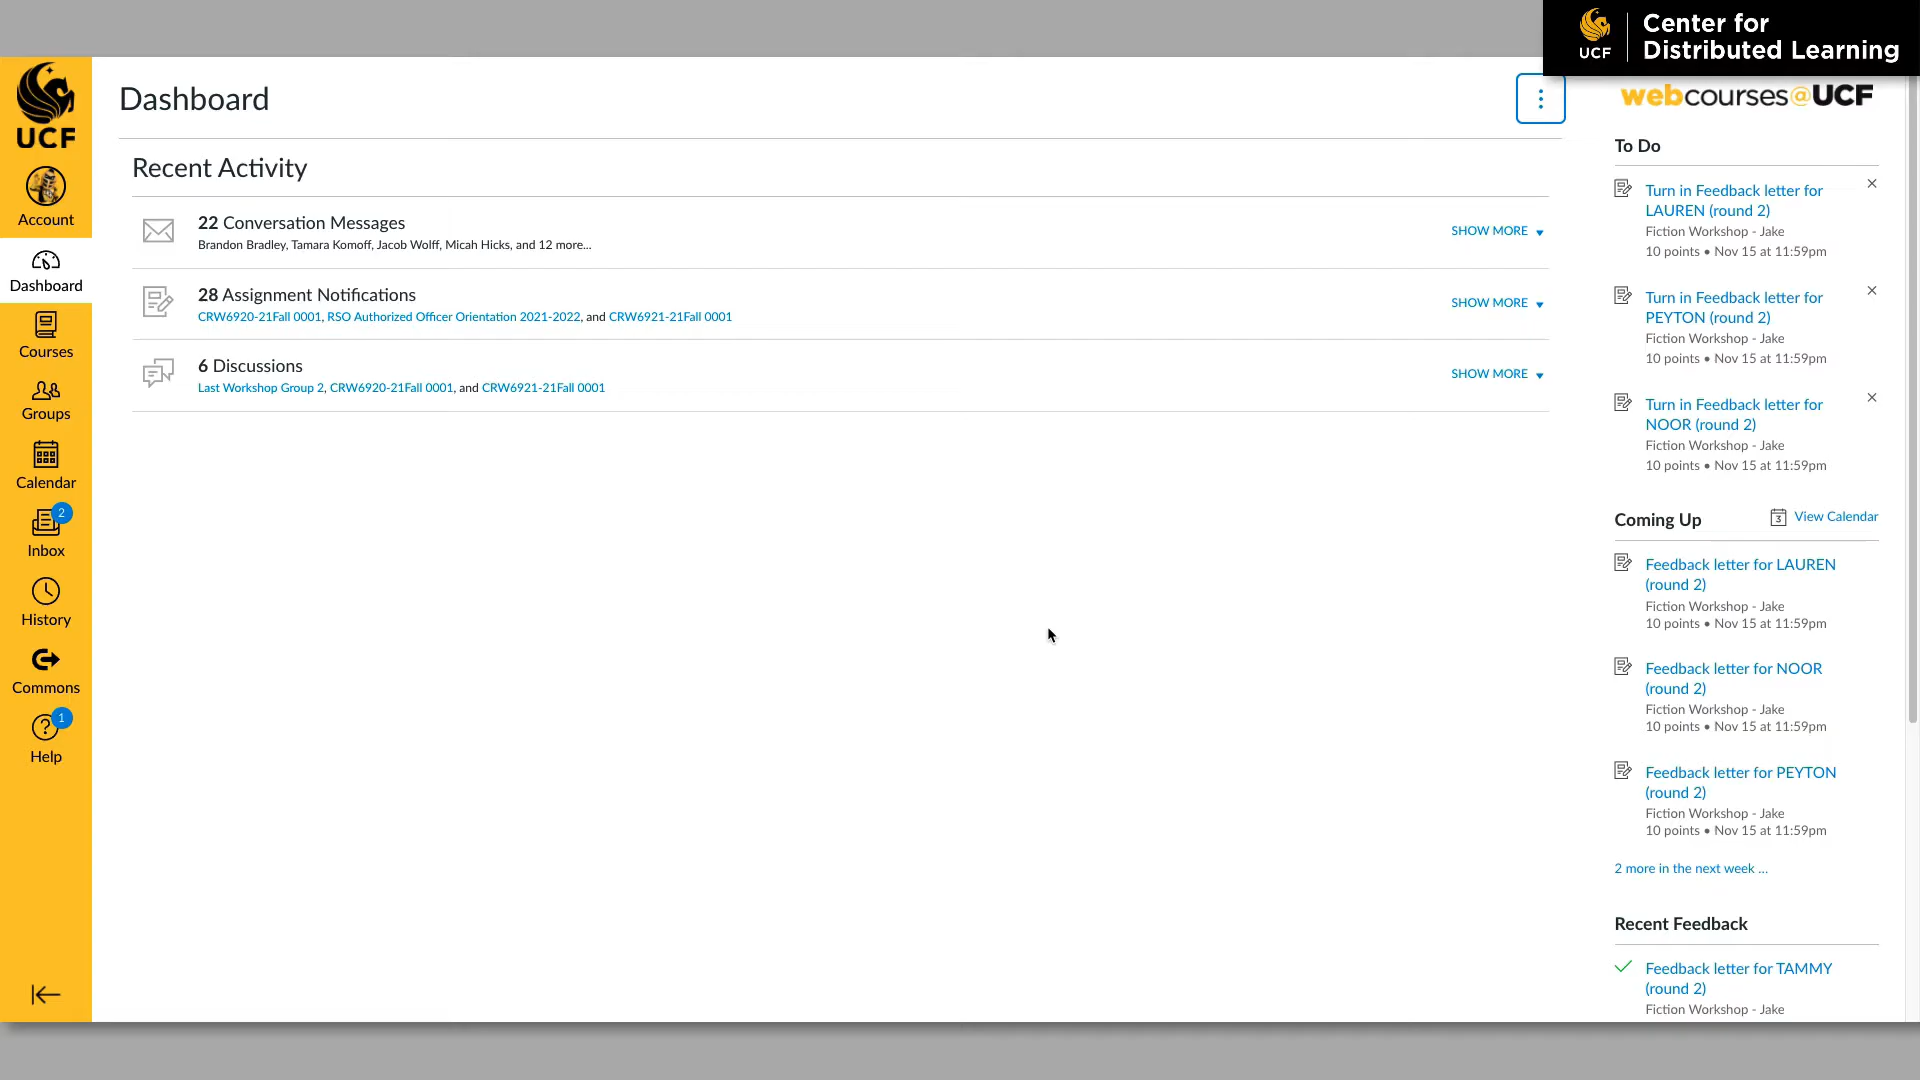 UCF
Center for
Distributed Learning
UCF
Account
Dashboard
Courses
Groups
Calendar
2
Inbox
History
Commons
1
Help
Dashboard
Recent Activity
22 Conversation Messages
Brandon Bradley, Tamara Komoff, Jacob Wolff, Micah Hicks, and 12 more...
SHOW MORE
28 Assignment Notifications
CRW6920-21Fall 0001, RSO Authorized Officer Orientation 2021-2022, and CRW6921-21Fall 0001
SHOW MORE
6 Discussions
Last Workshop Group 2, CRW6920-21Fall 0001, and CRW6921-21Fall 0001
SHOW MORE
webcourses@UCF
To Do
Turn in Feedback letter for
LAUREN (round 2)
Fiction Workshop - Jake
10 points • Nov 15 at 11:59pm
Turn in Feedback letter for
PEYTON (round 2)
Fiction Workshop - Jake
10 points • Nov 15 at 11:59pm
Turn in Feedback letter for
NOOR (round 2)
Fiction Workshop - Jake
10 points • Nov 15 at 11:59pm
Coming Up
3 View Calendar
Feedback letter for LAUREN
(round 2)
Fiction Workshop - Jake
10 points • Nov 15 at 11:59pm
Feedback letter for NOOR
(round 2)
Fiction Workshop - Jake
10 points • Nov 15 at 11:59pm
Feedback letter for PEYTON
(round 2)
Fiction Workshop - Jake
10 points • Nov 15 at 11:59pm
2 more in the next week ...
Recent Feedback
Feedback letter for TAMMY
(round 2)
Fiction Workshop - Jake